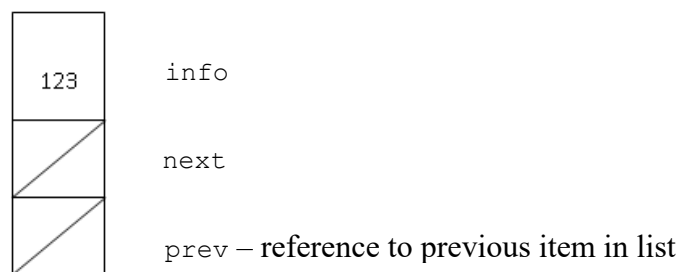 123 info
next
prev – reference to previous item in list